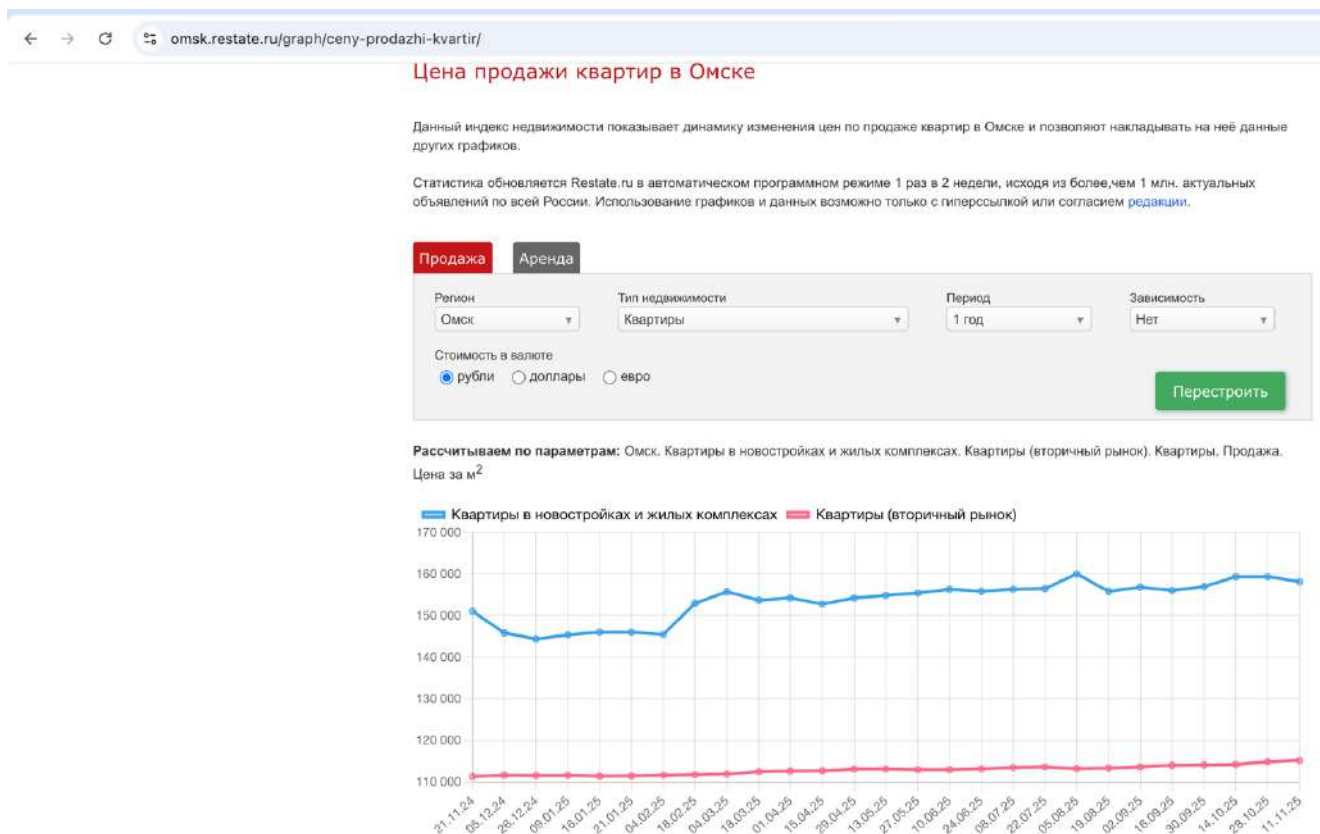 omsk.restate.ru/graph/ceny-prodazhi-kvartir/
Цена продажи квартир в Омске
Данный индекс недвижимости показывает динамику изменения цен по продаже квартир в Омске и позволяют накладывать на неё данные
других графиков.
Статистика обновляется Restate.ru в автоматическом программном режиме 1 раз в 2 недели, исходя из более,чем 1 млн. актуальных
объявлений по всей России. Использование графиков и данных возможно только с гиперссылкой или согласием редакции.
Продажа Аренда
Регион Тип недвижимости Период Зависимость
Омск Квартиры 1 год Нет
Стоимость в валюте
рубли доллары евро
Перестроить
Рассчитываем по параметрам: Омск. Квартиры в новостройках и жилых комплексах. Квартиры (вторичный рынок). Квартиры. Продажа.
Цена за м2
Квартиры в новостройках и жилых комплексах Квартиры (вторичный рынок)
170 000
160 000
150 000
140 000
130 000
120 000
110 000
21.11.24 05.12.24 26.12.24 09.01.25 16.01.25 21.01.25 04.02.25 18.02.25 04.03.25 18.03.25 01.04.25 15.04.25 29.04.25 13.05.25 27.05.25 10.06.25 24.06.25 08.07.25 22.07.25 05.08.25 19.08.25 02.09.25 16.09.25 30.09.25 14.10.25 28.10.25 11.11.25